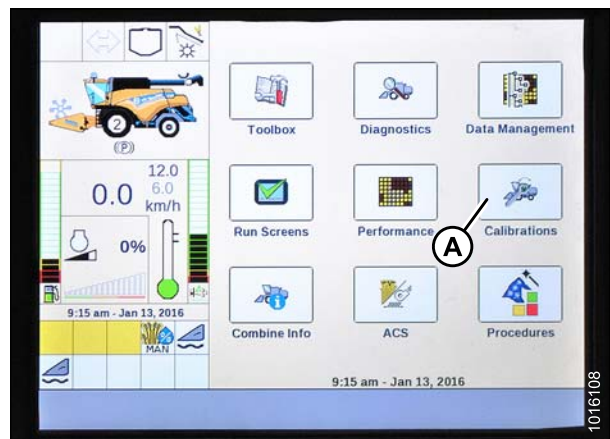 Toolbox
Diagnostics
Data Management
2
(P)
12.0
6.0
0.0
km/h
0%
Run Screens
Performance
Calibrations
A
9:15 am - Jan 13, 2016
MAN
Combine Info
ACS
Procedures
9:15 am - Jan 13, 2016
1016108